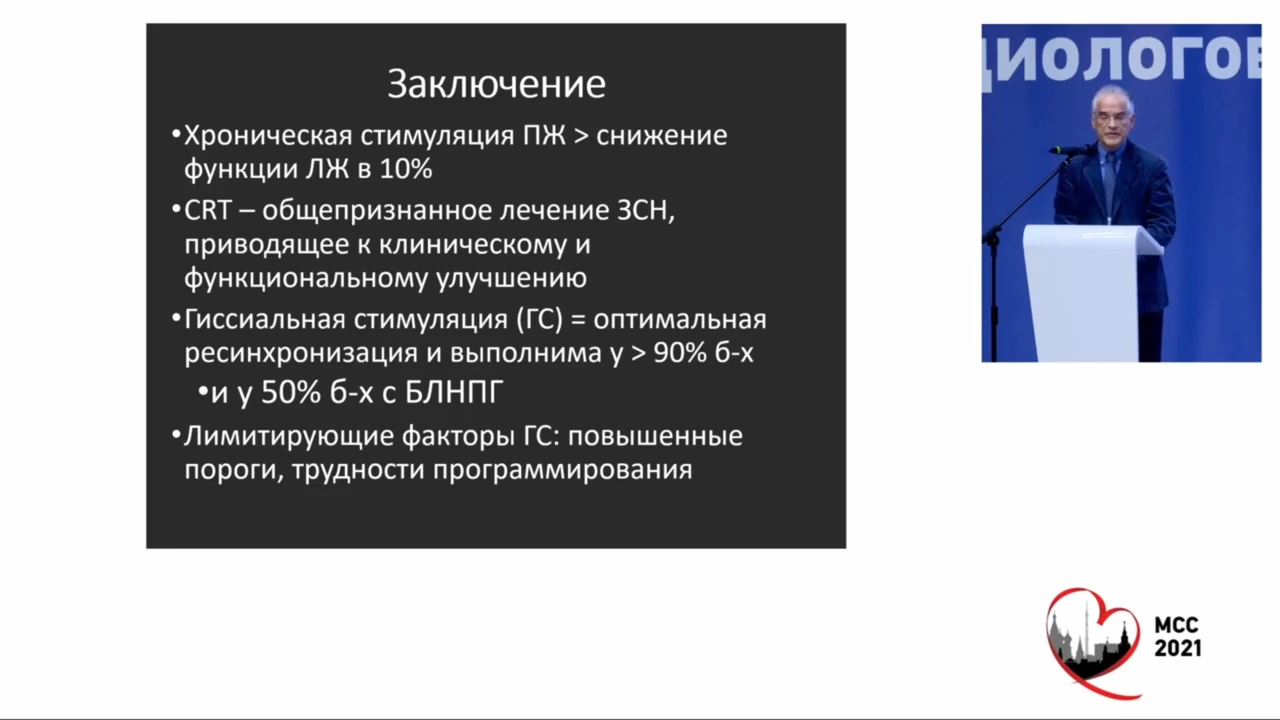 Заключение
•Хроническая стимуляция ПЖ > снижение
функции ЛЖ в 10%
•CRT – общепризнанное лечение ЗСН,
приводящее к клиническому и
функциональному улучшению
•Гиссиальная стимуляция (ГС) = оптимальная
ресинхронизация и выполнима у > 90% б-х
•и у 50% б-х с БЛНПГ
•Лимитирующие факторы ГС: повышенные
пороги, трудности программирования
диологов
МСС
2021